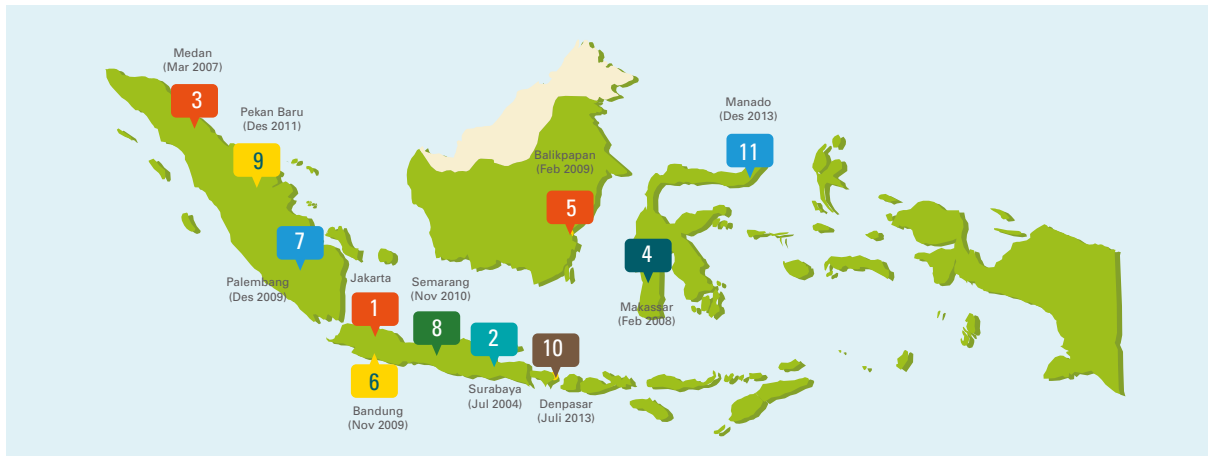 Medan
(Mar 2007)
3
Pekan Baru
(Des 2011)
9
Manado
(Des 2013)
11
Balikpapan
(Feb 2009)
5
7
Palembang
(Des 2009)
4
Makassar
(Feb 2008)
Jakarta
1
Semarang
(Nov 2010)
8
2
Surabaya
(Jul 2004)
10
Denpasar
(Juli 2013)
6
Bandung
(Nov 2009)